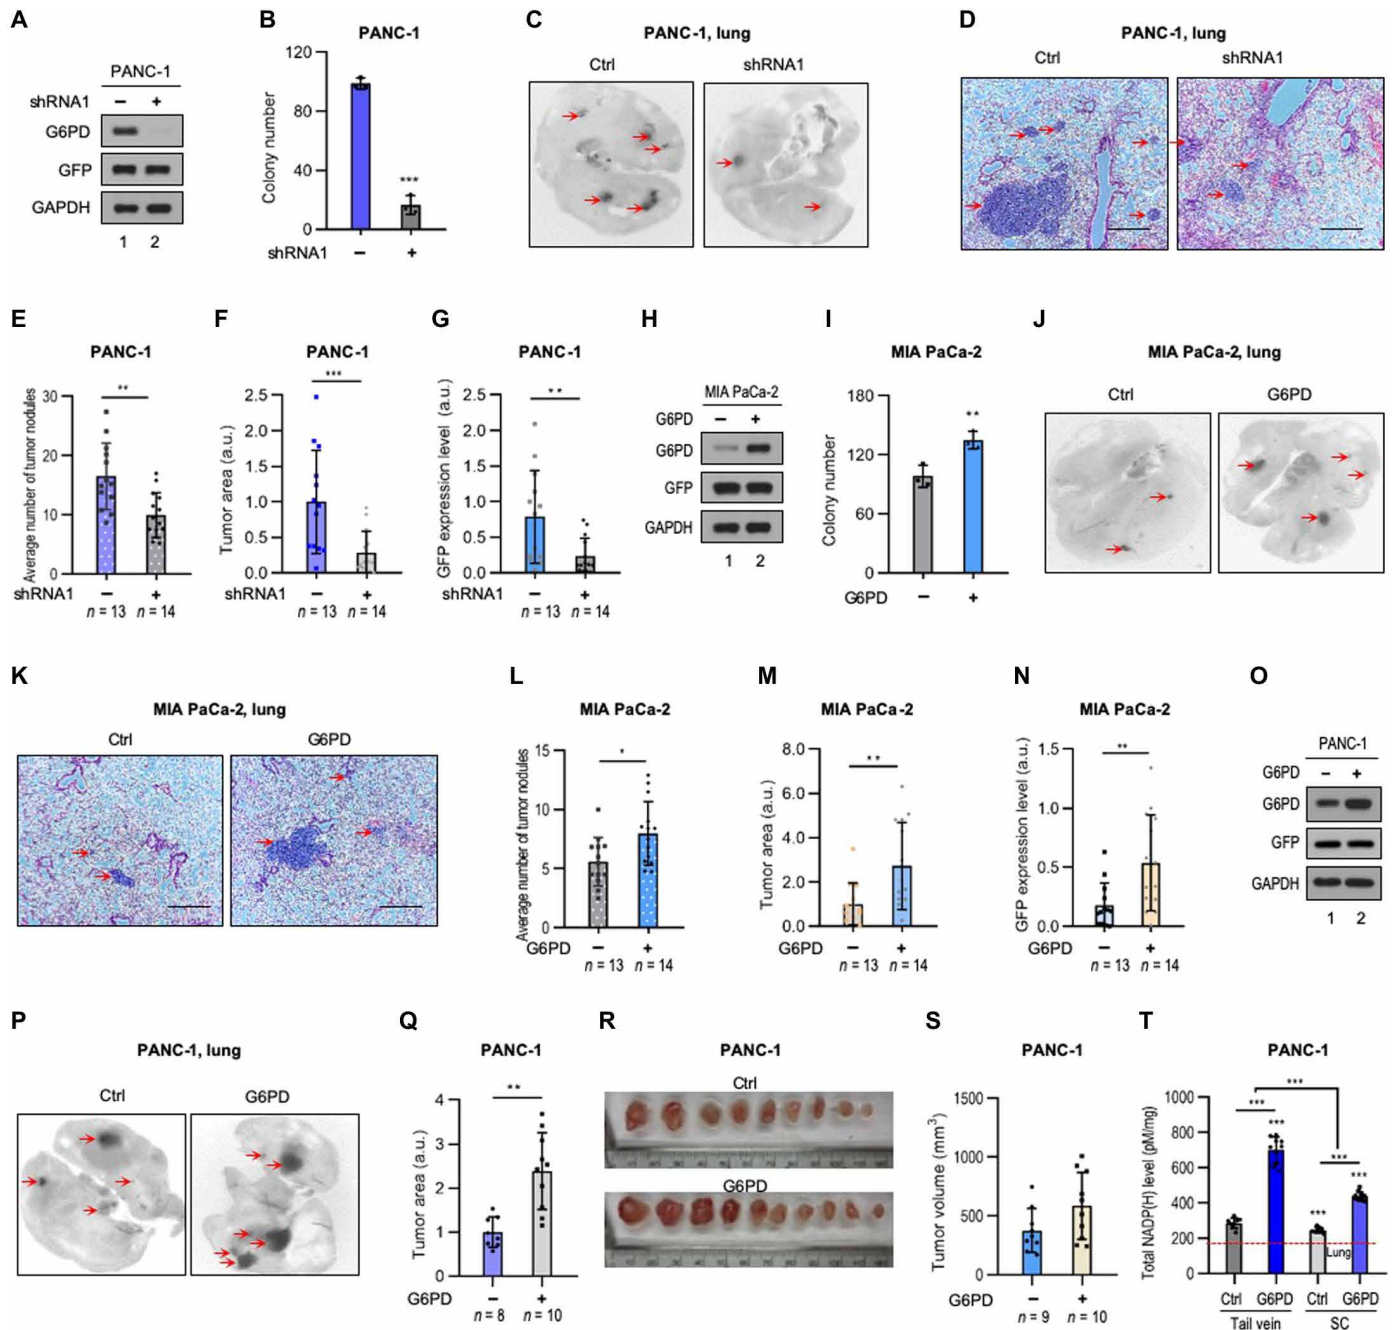 A
PANC-1
shRNA1 – +
G6PD
GFP
GAPDH
1 2
B
PANC-1
Colony number
120
80
40
0
***
shRNA1 – +
C
PANC-1, lung
Ctrl shRNA1
D
PANC-1, lung
Ctrl shRNA1
E
PANC-1
Average number of tumor nodules
30
20
10
0
**
shRNA1 – +
n = 13 n = 14
F
PANC-1
Tumor area (a.u.)
2.5
2.0
1.5
1.0
0.5
0.0
***
shRNA1 – +
n = 13 n = 14
G
PANC-1
GFP expression level (a.u.)
2.5
2.0
1.5
1.0
0.5
0.0
**
shRNA1 – +
n = 13 n = 14
H
MIA PaCa-2
G6PD – +
G6PD
GFP
GAPDH
1 2
I
MIA PaCa-2
Colony number
180
120
60
0
**
G6PD – +
J
MIA PaCa-2, lung
Ctrl G6PD
K
MIA PaCa-2, lung
Ctrl G6PD
L
MIA PaCa-2
Average number of tumor nodules
15
10
5
0
*
G6PD – +
n = 13 n = 14
M
MIA PaCa-2
Tumor area (a.u.)
8.0
6.0
4.0
2.0
0.0
**
G6PD – +
n = 13 n = 14
N
MIA PaCa-2
GFP expression level (a.u.)
1.5
1.0
0.5
0.0
**
G6PD – +
n = 13 n = 14
O
PANC-1
G6PD – +
G6PD
GFP
GAPDH
1 2
P
PANC-1, lung
Ctrl G6PD
Q
PANC-1
Tumor area (a.u.)
4
3
2
1
0
**
G6PD – +
n = 8 n = 10
R
PANC-1
Ctrl
G6PD
S
PANC-1
Tumor volume (mm³)
1500
1000
500
0
G6PD – +
n = 9 n = 10
T
PANC-1
Total NADP(H) level (pM/mg)
1000
800
600
400
200
0
***
*** ***
*** *** ***
Lung
Ctrl G6PD Ctrl G6PD
Tail vein SC